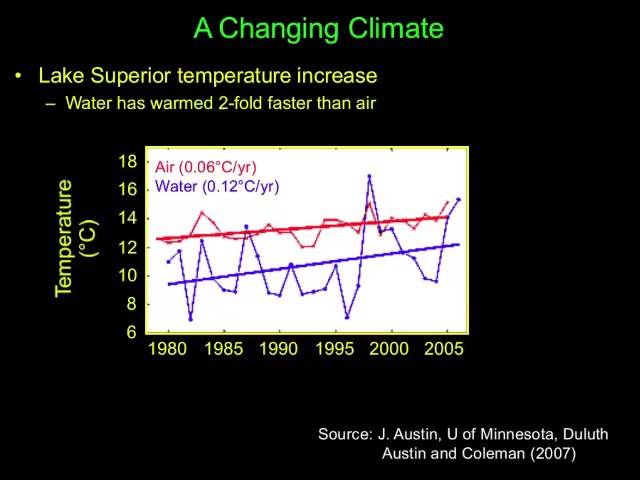 A Changing Climate
• Lake Superior temperature increase
– Water has warmed 2-fold faster than air
Temperature
(°C)
18
16
14
12
10
8
6
Air (0.06°C/yr)
Water (0.12°C/yr)
1980 1985 1990 1995 2000 2005
Source: J. Austin, U of Minnesota, Duluth
Austin and Coleman (2007)